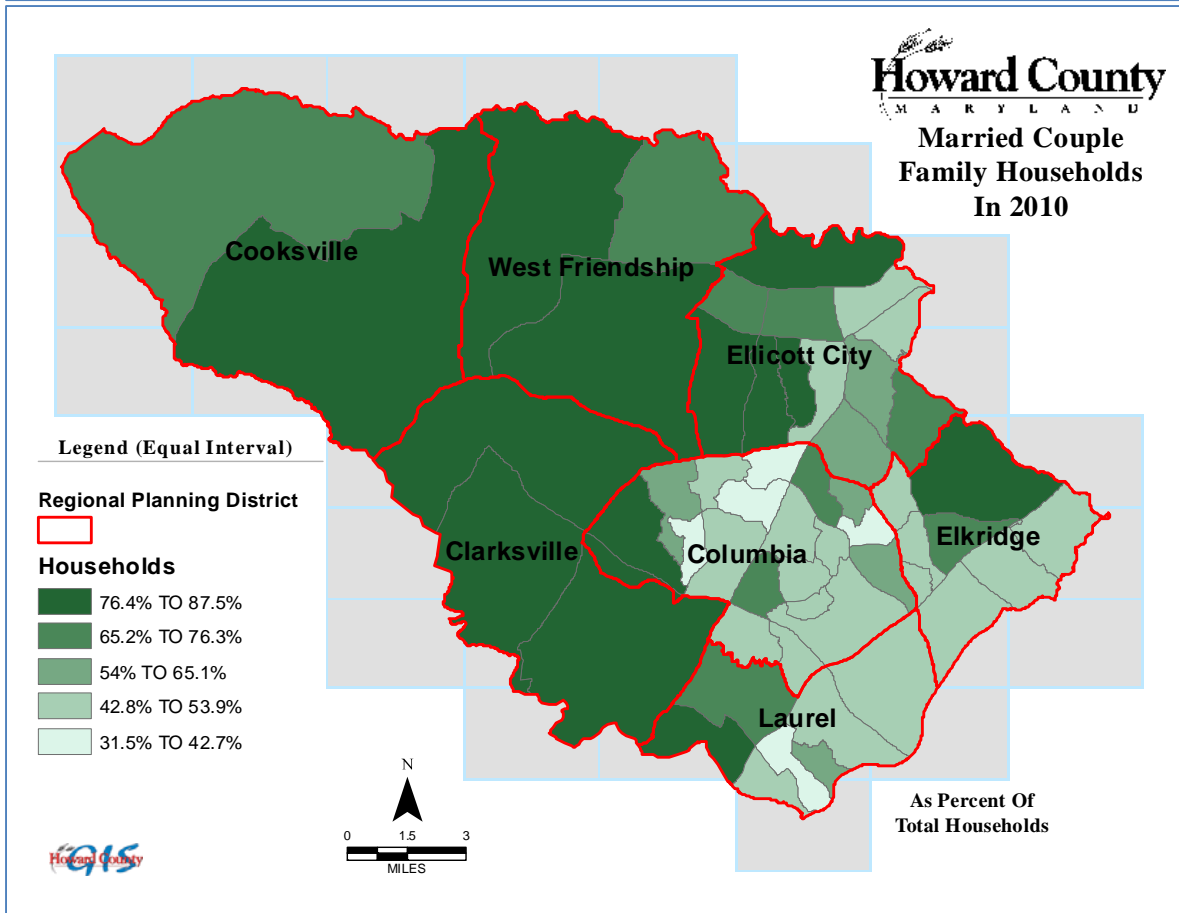 Howard County
MARYLAND
Married Couple
Family Households
In 2010
Cooksville
West Friendship
Ellicott City
Clarksville
Columbia
Elkridge
Laurel
Legend (Equal Interval)
Regional Planning District
Households
76.4% TO 87.5%
65.2% TO 76.3%
54% TO 65.1%
42.8% TO 53.9%
31.5% TO 42.7%
N
0 1.5 3
MILES
As Percent Of
Total Households
Howard County
GIS